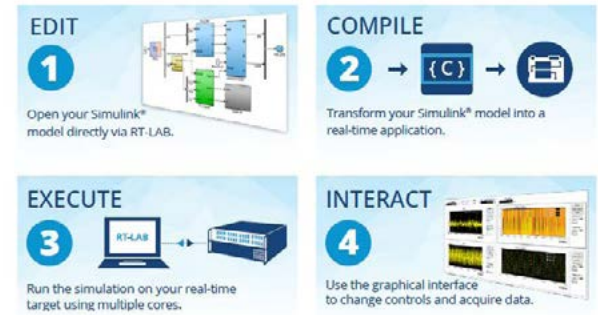 EDIT
1
Open your Simulink®
model directly via RT-LAB.
COMPILE
2
{C}
Transform your Simulink® model into a
real-time application.
EXECUTE
3
RT-LAB
Run the simulation on your real-time
target using multiple cores.
INTERACT
4
Use the graphical interface
to change controls and acquire data.